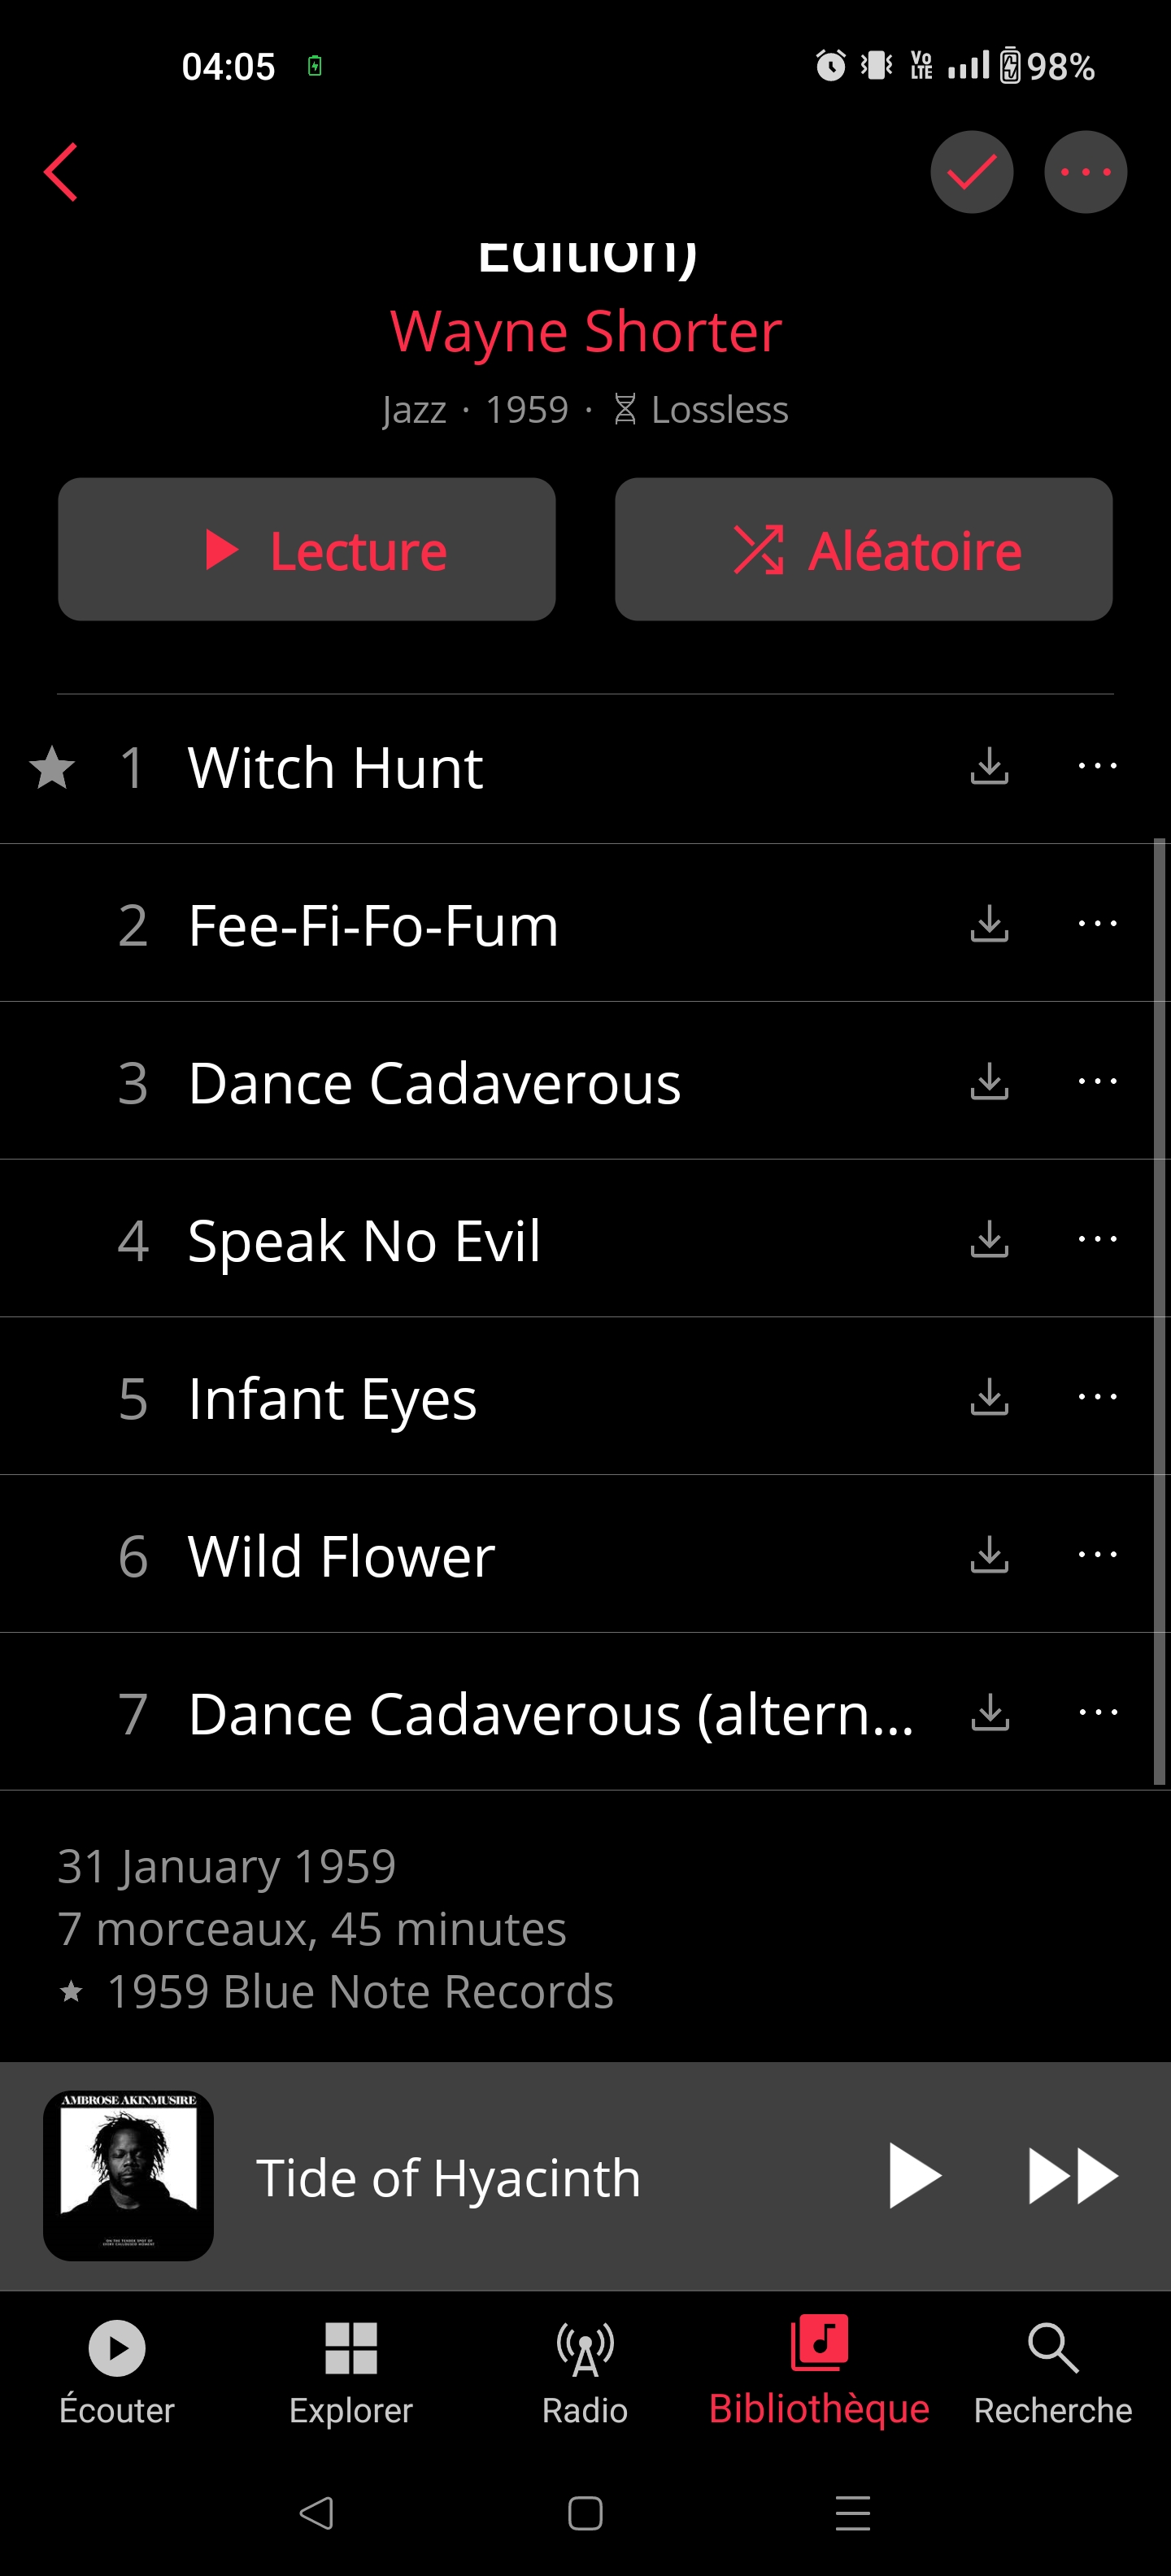 04:05
Vo LTE
98%
Edition)
Wayne Shorter
Jazz · 1959 · Lossless
Lecture
Aléatoire
1 Witch Hunt
2 Fee-Fi-Fo-Fum
3 Dance Cadaverous
4 Speak No Evil
5 Infant Eyes
6 Wild Flower
7 Dance Cadaverous (altern...
31 January 1959
7 morceaux, 45 minutes
★ 1959 Blue Note Records
AMBROSE AKINMUSIRE
Tide of Hyacinth
Écouter
Explorer
Radio
Bibliothèque
Recherche